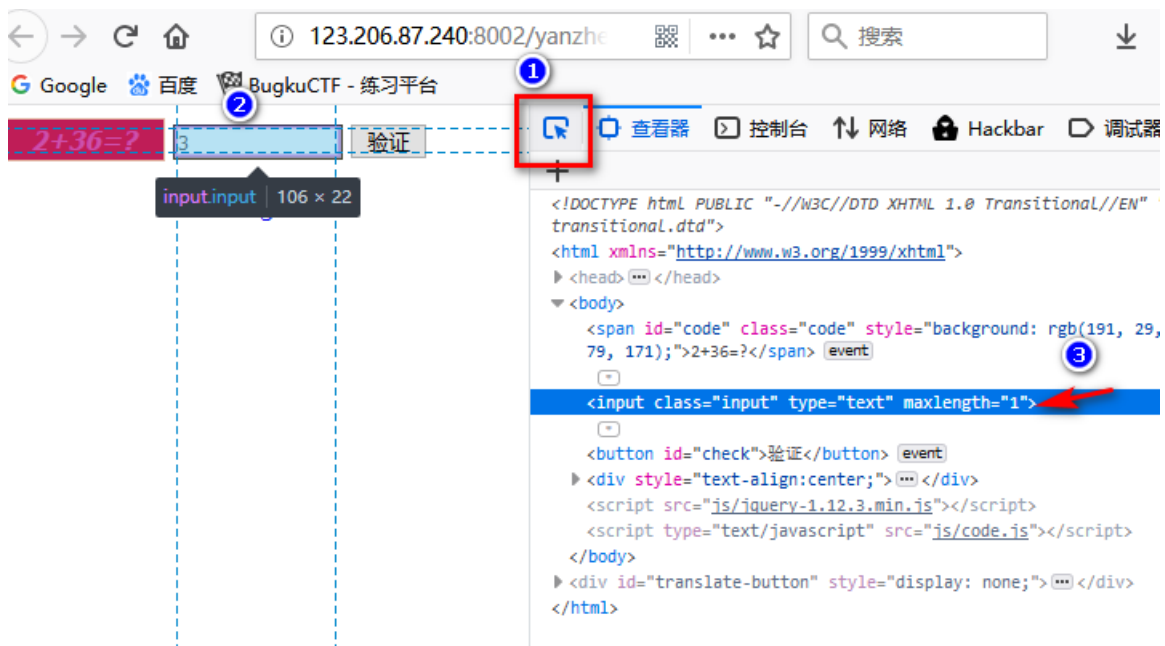 123.206.87.240:8002/yanzhe
搜索
Google 百度 BugkuCTF - 练习平台
1
2
2+36=? 3 验证
查看器 控制台 网络 Hackbar 调试器
input.input 106 × 22
<!DOCTYPE html PUBLIC "-//W3C//DTD XHTML 1.0 Transitional//EN"
transitional.dtd">
<html xmlns="http://www.w3.org/1999/xhtml">
<head> ••• </head>
<body>
<span id="code" class="code" style="background: rgb(191, 29,
79, 171);">2+36=?</span> event
3
<input class="input" type="text" maxlength="1">
<button id="check">验证</button> event
<div style="text-align:center;"> ••• </div>
<script src="js/jquery-1.12.3.min.js"></script>
<script type="text/javascript" src="js/code.js"></script>
</body>
<div id="translate-button" style="display: none;"> ••• </div>
</html>